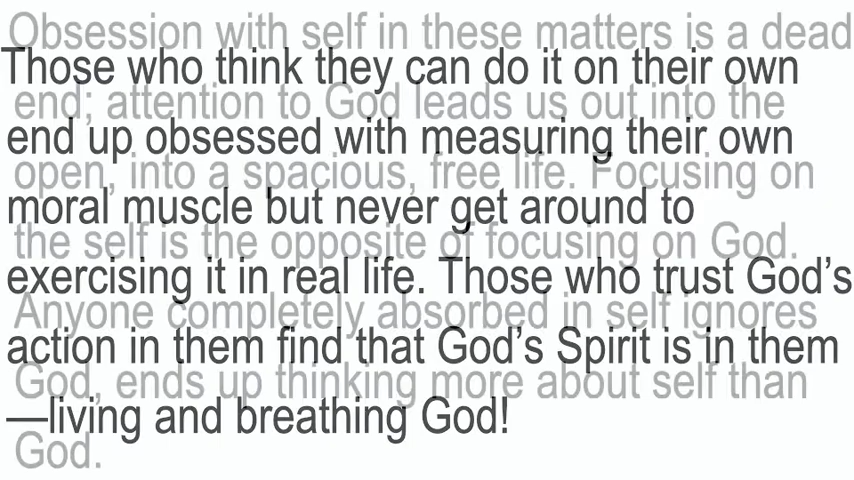 Obsession with self in these matters is a dead
Those who think they can do it on their own
end; attention to God leads us out into the
end up obsessed with measuring their own
open, into a spacious, free life. Focusing on
moral muscle but never get around to
the self is the opposite of focusing on God.
exercising it in real life. Those who trust God’s
Anyone completely absorbed in self ignores
action in them find that God’s Spirit is in them
God, ends up thinking more about self than
—living and breathing God!
God.